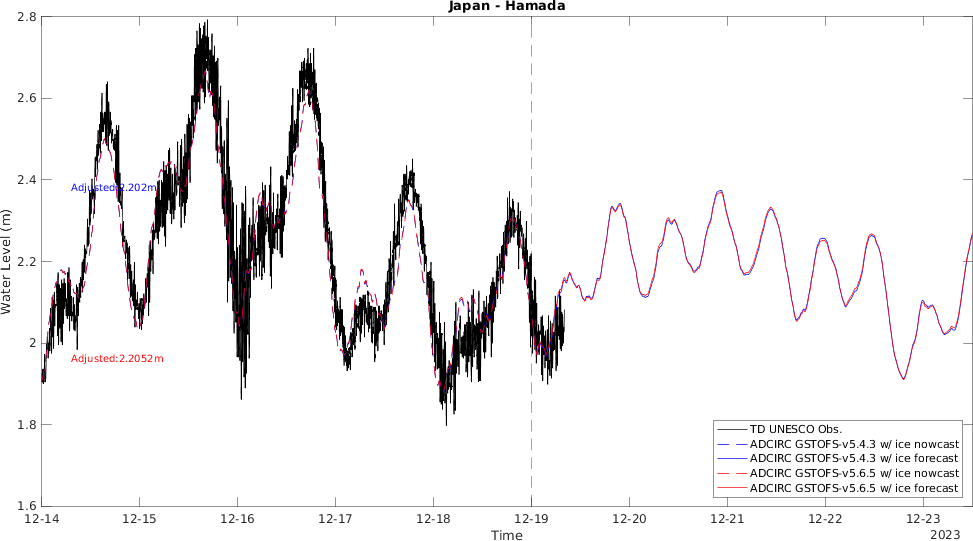 Japan - Hamada
Water Level (m)
2.8
2.6
2.4
2.2
2
1.8
1.6
Adjusted:2.202m
Adjusted:2.2052m
TD UNESCO Obs.
ADCIRC GSTOFS-v5.4.3 w/ ice nowcast
ADCIRC GSTOFS-v5.4.3 w/ ice forecast
ADCIRC GSTOFS-v5.6.5 w/ ice nowcast
ADCIRC GSTOFS-v5.6.5 w/ ice forecast
12-14 12-15 12-16 12-17 12-18 12-19 12-20 12-21 12-22 12-23
Time
2023